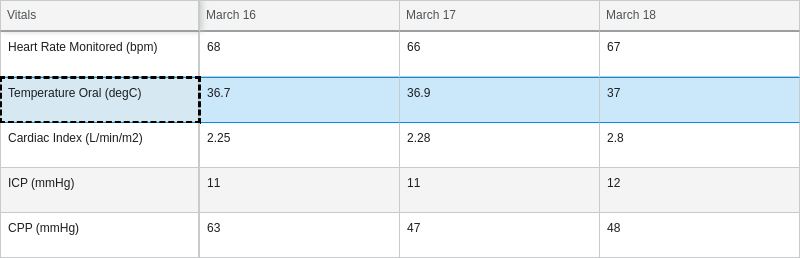 Vitals March 16 March 17 March 18
Heart Rate Monitored (bpm) 68 66 67
Temperature Oral (degC) 36.7 36.9 37
Cardiac Index (L/min/m2) 2.25 2.28 2.8
ICP (mmHg) 11 11 12
CPP (mmHg) 63 47 48